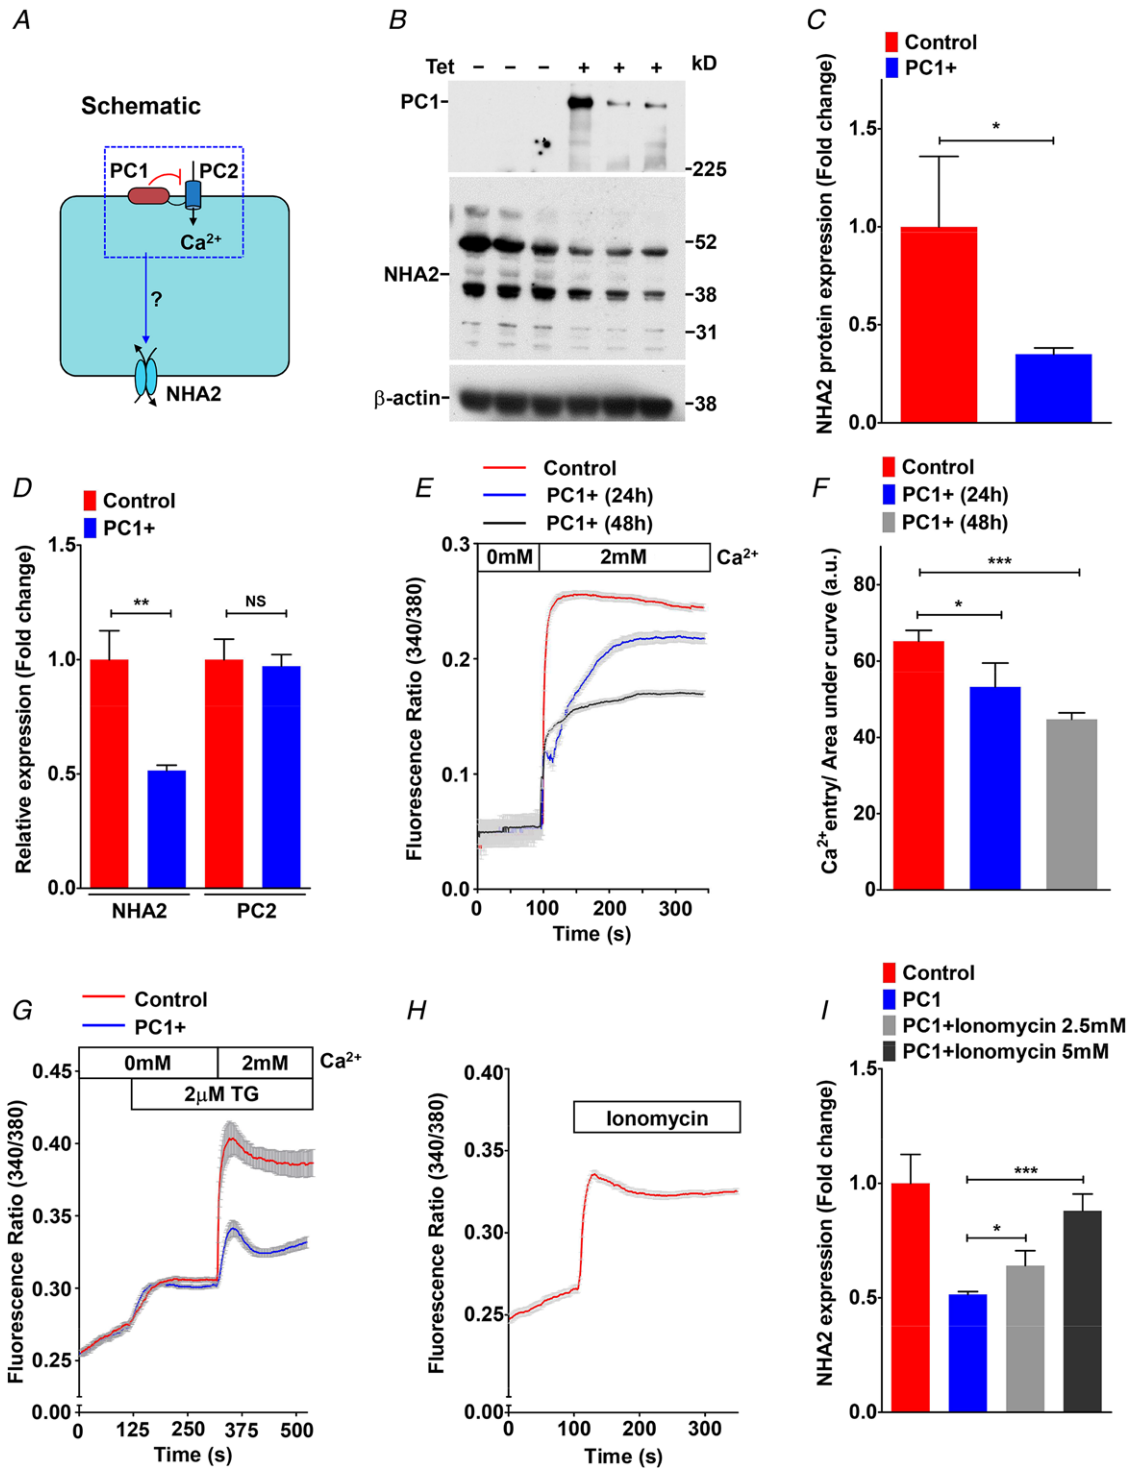 A
Schematic
PC1
PC2
Ca2+
?
NHA2
B
Tet – – – + + + kD
PC1
225
52
NHA2
38
31
β-actin
38
C
Control
PC1+
NHA2 protein expression (Fold change)
1.5
1.0
0.5
0.0
*
D
Control
PC1+
Relative expression (Fold change)
1.5
1.0
0.5
0.0
**
NS
NHA2
PC2
E
Control
PC1+ (24h)
PC1+ (48h)
0mM
2mM
Ca2+
Fluorescence Ratio (340/380)
0.3
0.2
0.1
0.0
0 100 200 300
Time (s)
F
Control
PC1+ (24h)
PC1+ (48h)
Ca2+entry/ Area under curve (a.u.)
80
60
40
20
0
***
*
G
Control
PC1+
0mM
2mM
Ca2+
2μM TG
Fluorescence Ratio (340/380)
0.45
0.40
0.35
0.30
0.25
0.00
0 125 250 375 500
Time (s)
H
Ionomycin
Fluorescence Ratio (340/380)
0.40
0.35
0.30
0.25
0.00
0 100 200 300
Time (s)
I
Control
PC1
PC1+Ionomycin 2.5mM
PC1+Ionomycin 5mM
NHA2 expression (Fold change)
1.5
1.0
0.5
0.0
***
*